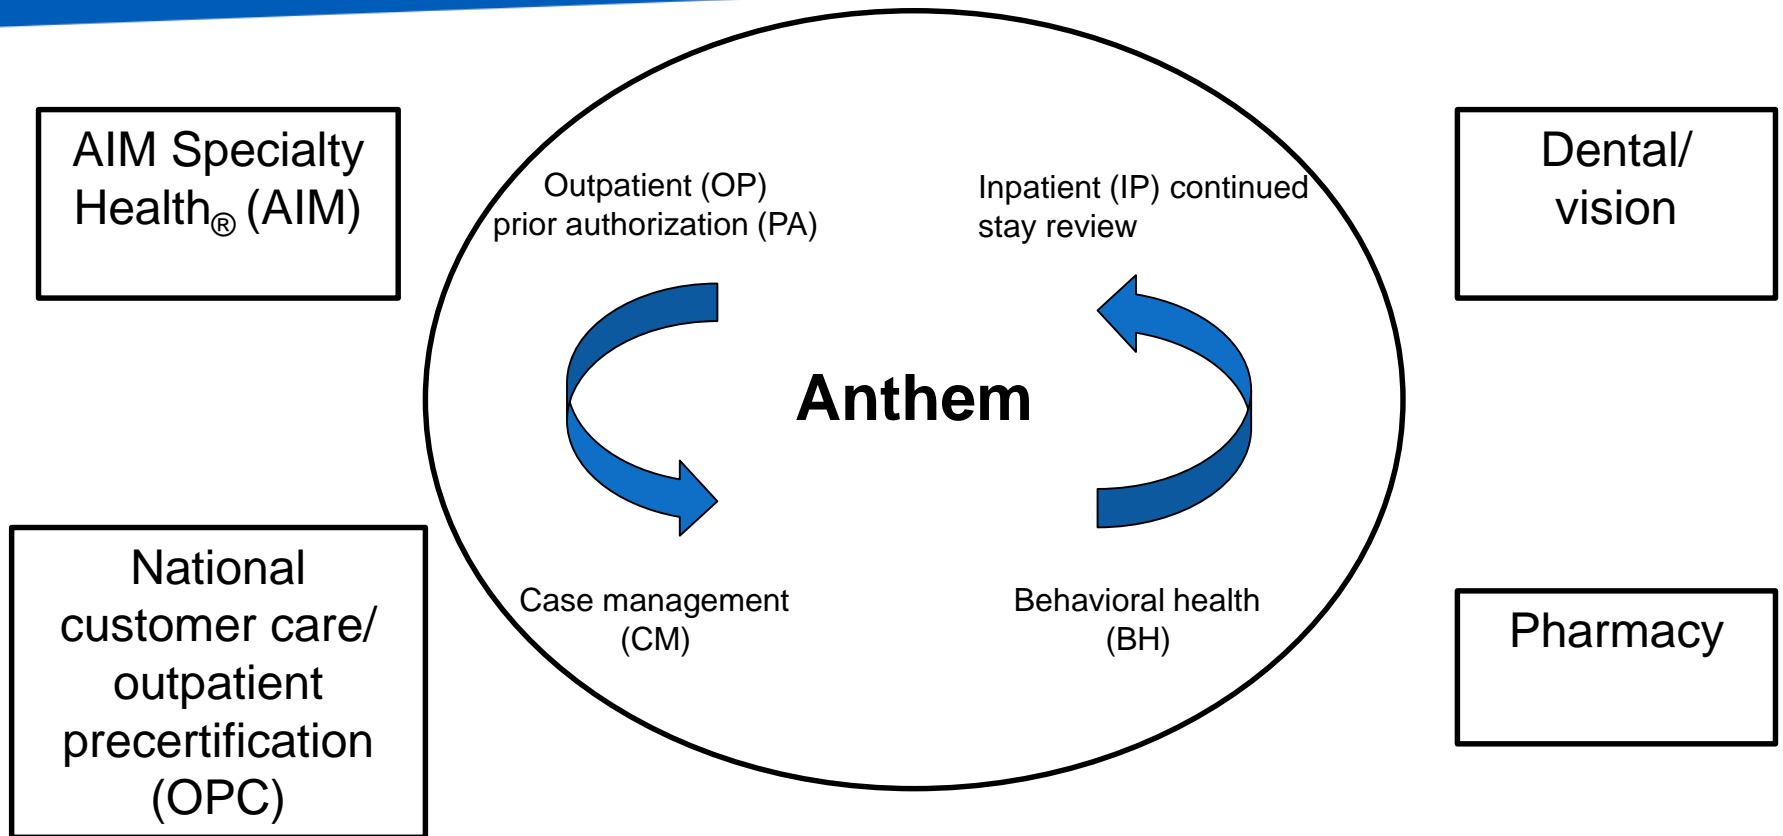 AIM Specialty
Health® (AIM)
Outpatient (OP)
prior authorization (PA)
Inpatient (IP) continued
stay review
Dental/
vision
Anthem
National
customer care/
outpatient
precertification
(OPC)
Case management
(CM)
Behavioral health
(BH)
Pharmacy